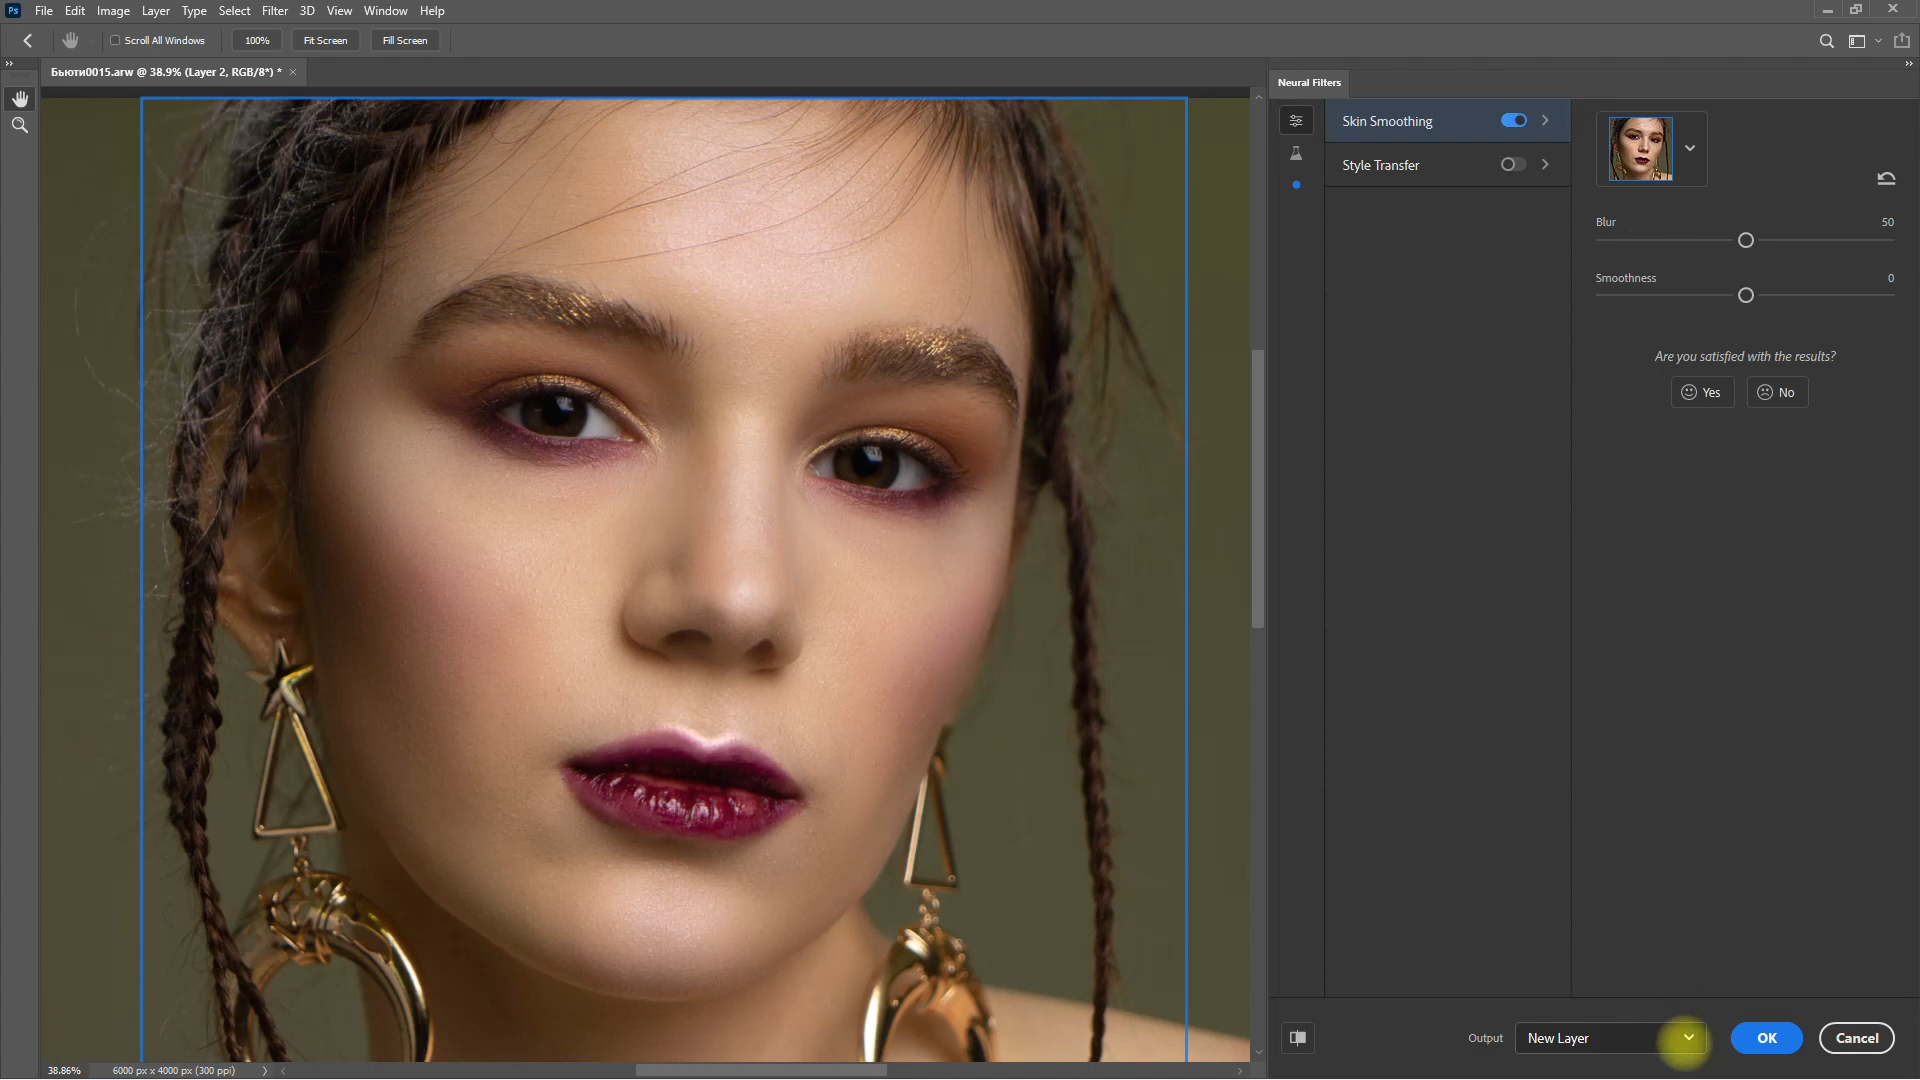 Ps File Edit Image Layer Type Select Filter 3D View Window Help
Scroll All Windows 100% Fit Screen Fill Screen
Бьюти0015.arw @ 38.9% (Layer 2, RGB/8*) *
Neural Filters
Skin Smoothing
Style Transfer
Blur 50
Smoothness 0
Are you satisfied with the results?
Yes No
Output New Layer OK Cancel
38.86% 6000 px x 4000 px (300 ppi)